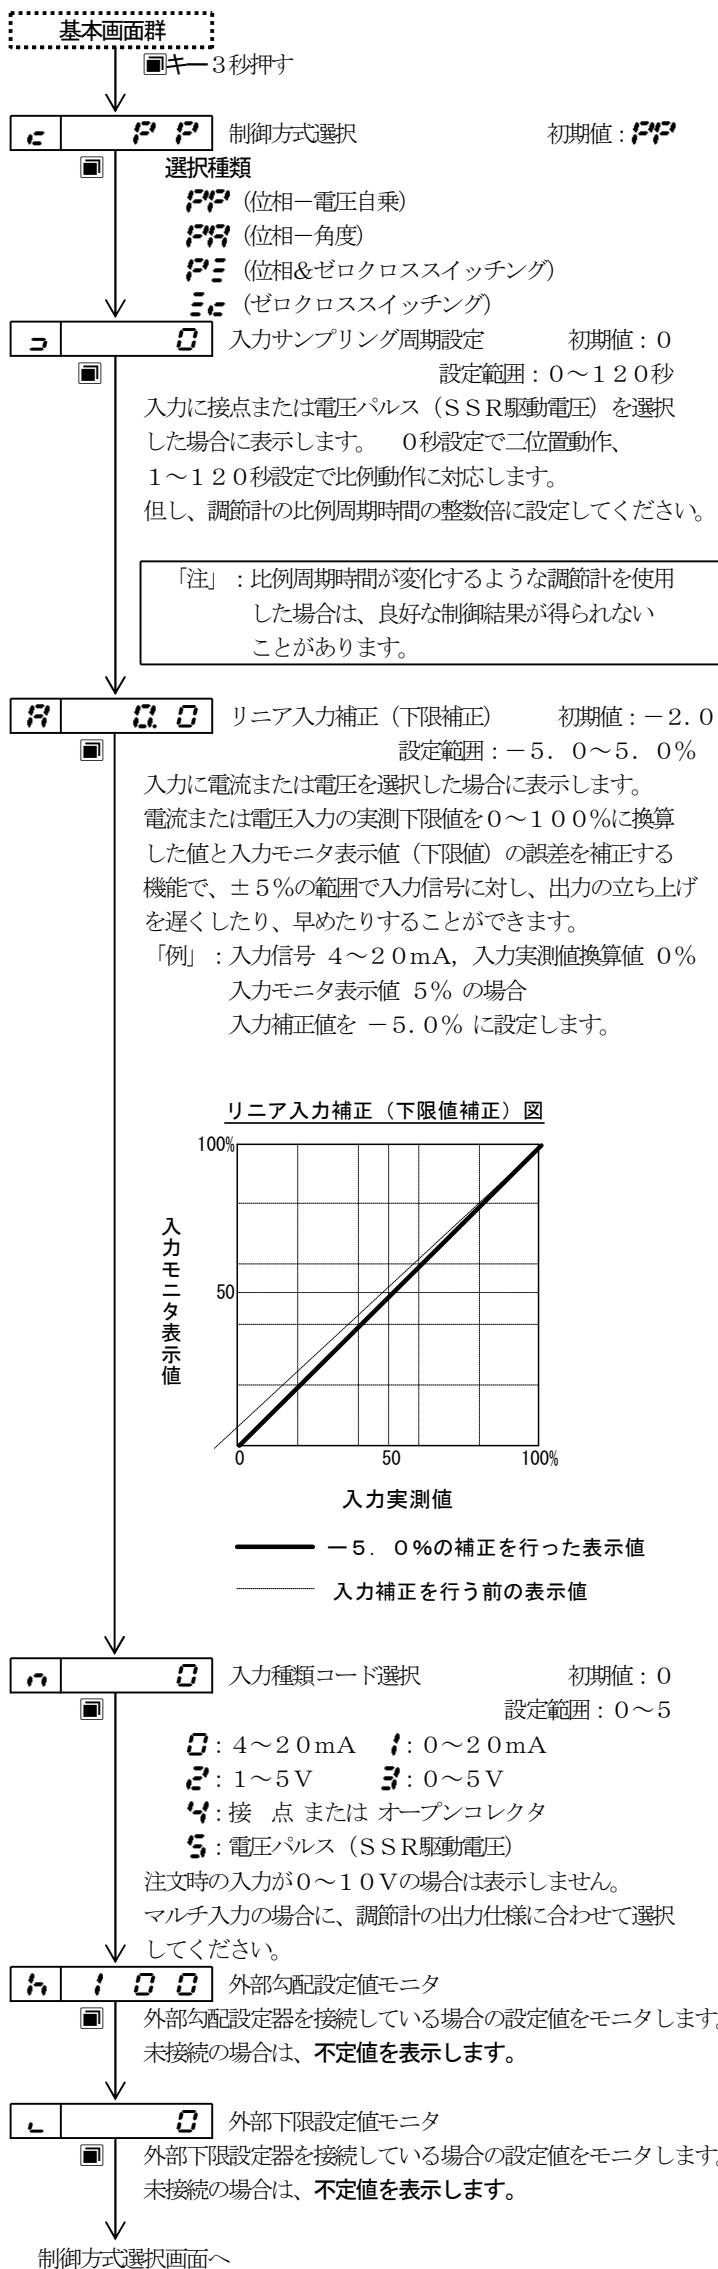 基本画面群
キー３秒押す
c ＰＰ 制御方式選択 初期値：ＰＰ
選択種類
ＰＰ（位相－電圧自乗）
ＰＡ（位相－角度）
（位相&ゼロクロススイッチング）
（ゼロクロススイッチング）
0 入力サンプリング周期設定 初期値：０
設定範囲：０～１２０秒
入力に接点または電圧パルス（ＳＳＲ駆動電圧）を選択
した場合に表示します。　０秒設定で二位置動作、
１～１２０秒設定で比例動作に対応します。
但し、調節計の比例周期時間の整数倍に設定してください。
「注」：比例周期時間が変化するような調節計を使用
した場合は、良好な制御結果が得られない
ことがあります。
A 0.0 リニア入力補正（下限補正） 初期値：－２.０
設定範囲：－５．０～５．０％
入力に電流または電圧を選択した場合に表示します。
電流または電圧入力の実測下限値を０～１００％に換算
した値と入力モニタ表示値（下限値）の誤差を補正する
機能で、±５％の範囲で入力信号に対し、出力の立ち上げ
を遅くしたり、早めたりすることができます。
「例」：入力信号 ４～２０ｍA，入力実測値換算値 ０％
入力モニタ表示値 ５％ の場合
入力補正値を －５.０％ に設定します。
リニア入力補正（下限値補正）図
100%
入力モニタ表示値
50
0 50 100%
入力実測値
－５．０%の補正を行った表示値
入力補正を行う前の表示値
n 0 入力種類コード選択 初期値：０
設定範囲：０～５
0：４～２０ｍA 1：０～２０ｍA
2：１～５Ｖ 3：０～５Ｖ
4：接　点 または オープンコレクタ
5：電圧パルス（ＳＳＲ駆動電圧）
注文時の入力が０～１０Ｖの場合は表示しません。
マルチ入力の場合に、調節計の出力仕様に合わせて選択
してください。
h 100 外部勾配設定値モニタ
外部勾配設定器を接続している場合の設定値をモニタします。
未接続の場合は、不定値を表示します。
L 0 外部下限設定値モニタ
外部下限設定器を接続している場合の設定値をモニタします。
未接続の場合は、不定値を表示します。
制御方式選択画面へ